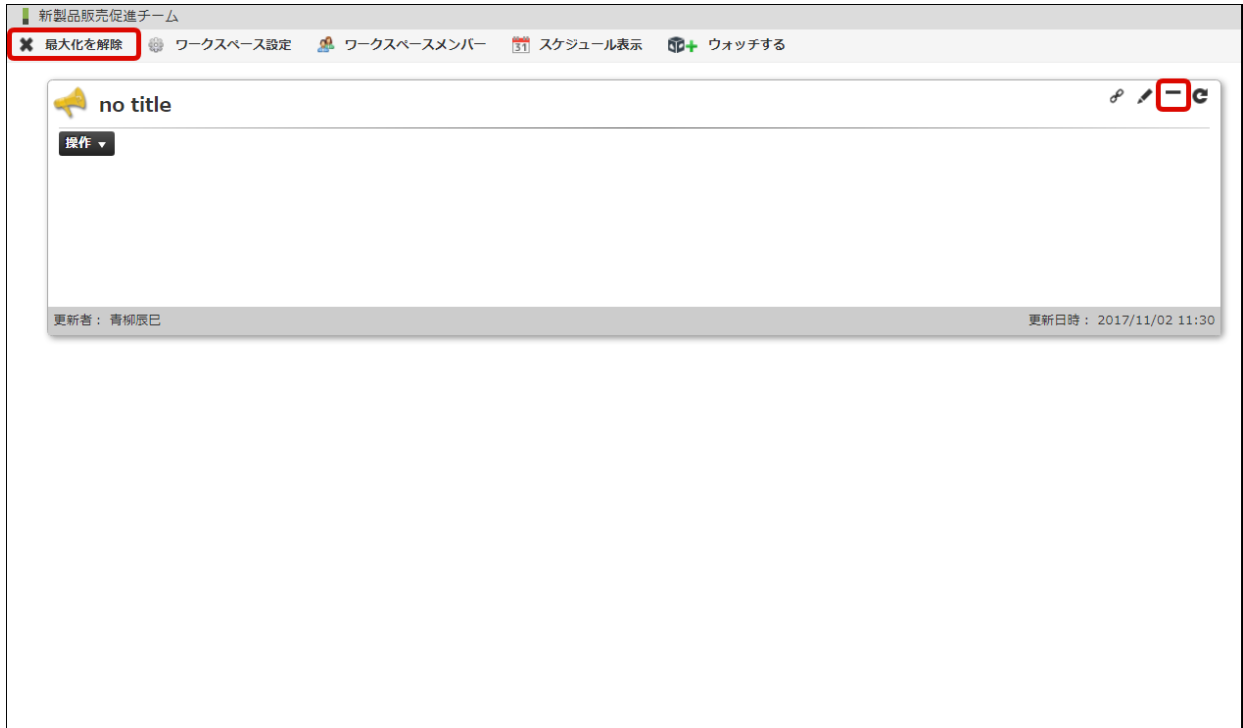 新製品販売促進チーム
最大化を解除 ワークスペース設定 ワークスペースメンバー 31 スケジュール表示 ウォッチする
no title
操作 ▼
更新者： 青柳辰巳 更新日時： 2017/11/02 11:30